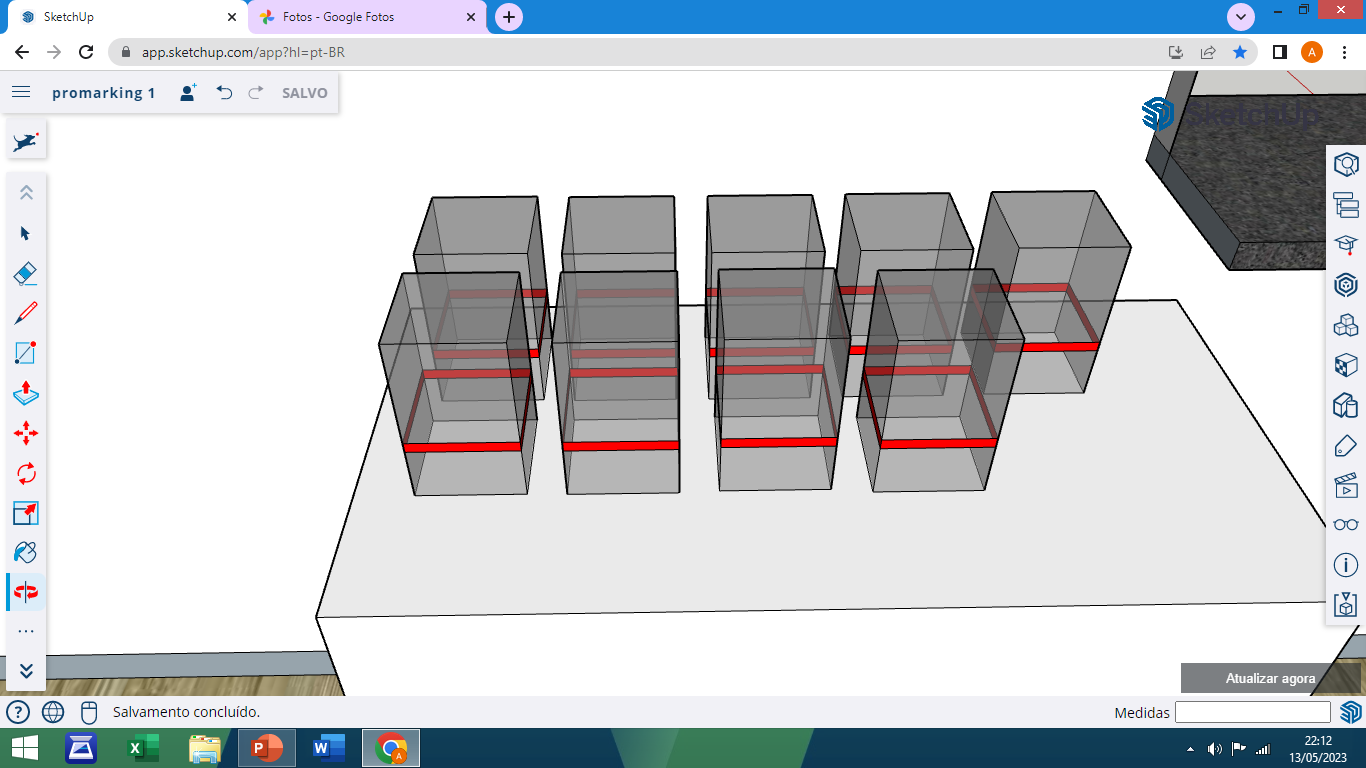 SketchUp
Fotos - Google Fotos
app.sketchup.com/app?hl=pt-BR
A
promarking 1
SALVO
SketchUp
Atualizar agora
Salvamento concluído.
Medidas
X
P
W
A
22:12
13/05/2023